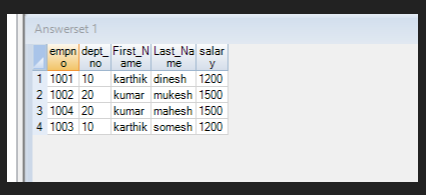 Answerset 1
empno dept_no First_Name Last_Name salary
1 1001 10 karthik dinesh 1200
2 1002 20 kumar mukesh 1500
3 1004 20 kumar mahesh 1500
4 1003 10 karthik somesh 1200